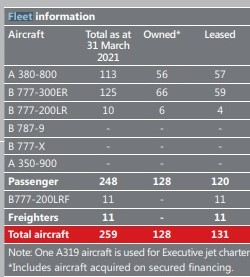 Fleet information
Aircraft Total as at 31 March 2021 Owned* Leased
A 380-800 113 56 57
B 777-300ER 125 66 59
B 777-200LR 10 6 4
B 787-9 - - -
B 777-X - - -
A 350-900 - - -
Passenger 248 128 120
B777-200LRF 11 - 11
Freighters 11 - 11
Total aircraft 259 128 131
Note: One A319 aircraft is used for Executive jet charter
*Includes aircraft acquired on secured financing.